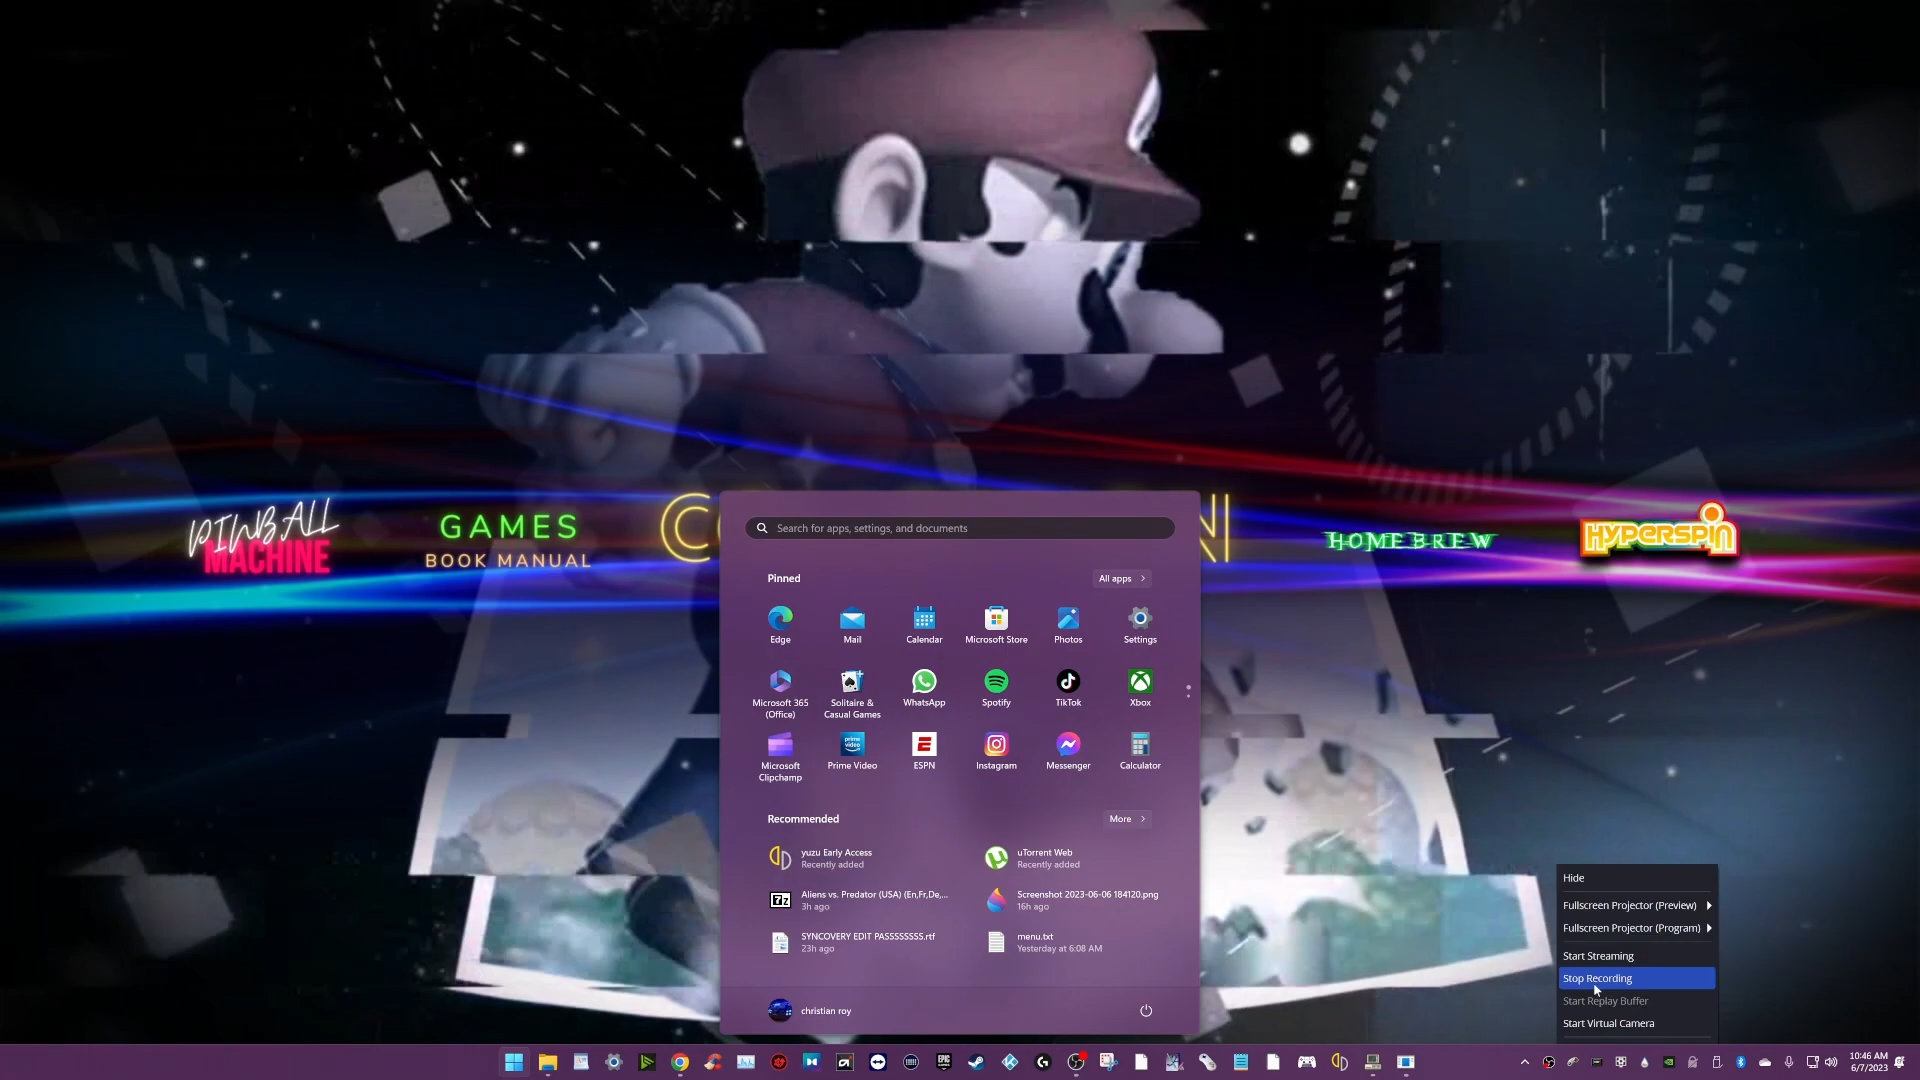 PINBALL
MACHINE
GAMES
BOOK MANUAL
HOMEBREW
HYPERSPIN
Search for apps, settings, and documents
Pinned
All apps
Edge
Mail
Calendar
Microsoft Store
Photos
Settings
Microsoft 365
(Office)
Solitaire &
Casual Games
WhatsApp
Spotify
TikTok
Xbox
Microsoft
Clipchamp
Prime Video
ESPN
Instagram
Messenger
Calculator
Recommended
More
yuzu Early Access
Recently added
uTorrent Web
Recently added
Aliens vs. Predator (USA) (En,Fr,De,...
3h ago
Screenshot 2023-06-06 184120.png
16h ago
SYNCOVERY EDIT PASSSSSSSS.rtf
23h ago
menu.txt
Yesterday at 6:08 AM
christian roy
Hide
Fullscreen Projector (Preview)
Fullscreen Projector (Program)
Start Streaming
Stop Recording
Start Replay Buffer
Start Virtual Camera
10:46 AM
6/7/2023